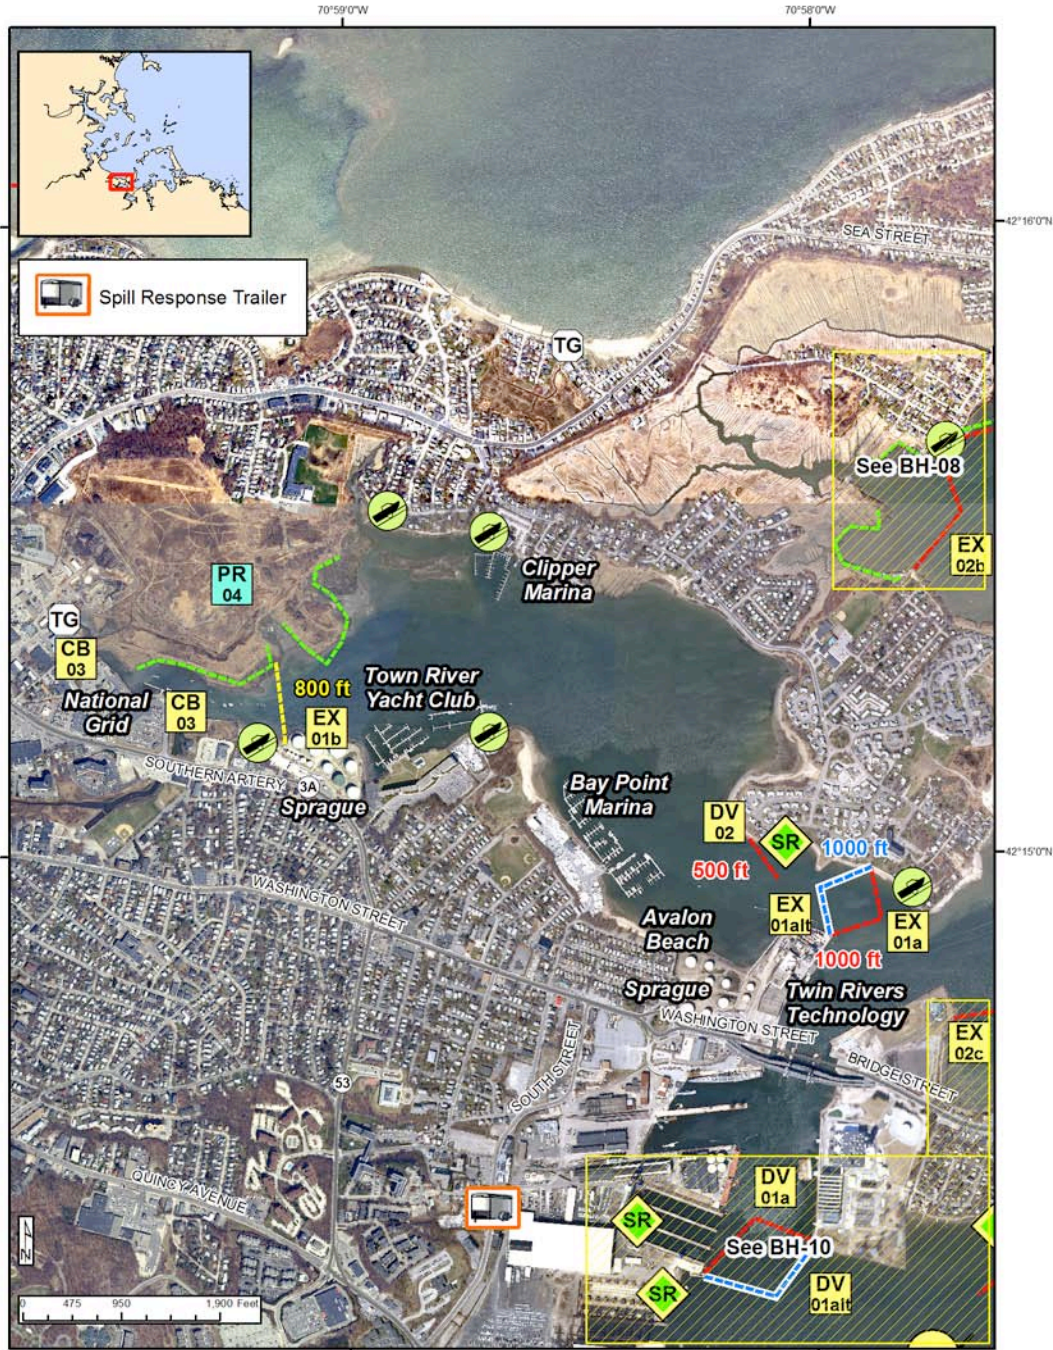 70°59'0"W
70°58'0"W
42°16'0"N
SEA STREET
Spill Response Trailer
TG
See BH-08
EX
02b
Clipper
Marina
PR
04
TG
CB
03
National
Grid
CB
03
800 ft
EX
01b
Town River
Yacht Club
SOUTHERN ARTERY
3A
Sprague
Bay Point
Marina
DV
02
SR
1000 ft
42°15'0"N
500 ft
EX
01alt
EX
01a
1000 ft
WASHINGTON STREET
Avalon
Beach
Sprague
Twin Rivers
Technology
WASHINGTON STREET
BRIDGE STREET
EX
02c
SOUTH STREET
53
QUINCY AVENUE
DV
01a
SR
See BH-10
DV
01alt
SR
N
0 475 950 1,900 Feet